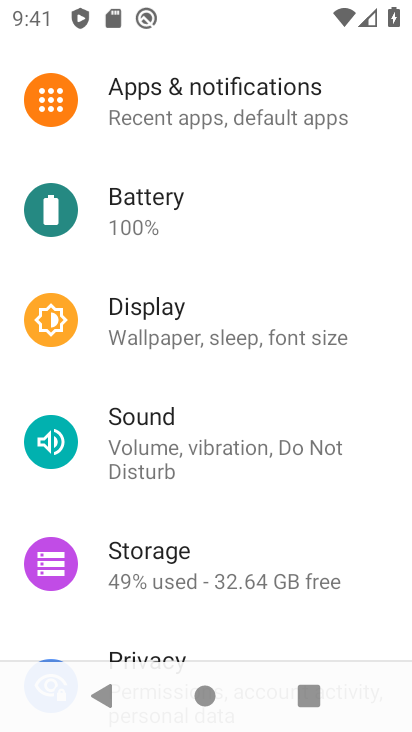 9:41
Apps & notifications
Recent apps, default apps
Battery
100%
Display
Wallpaper, sleep, font size
Sound
Volume, vibration, Do Not
Disturb
Storage
49% used - 32.64 GB free
Privacy
Permissions, account activity,
personal data